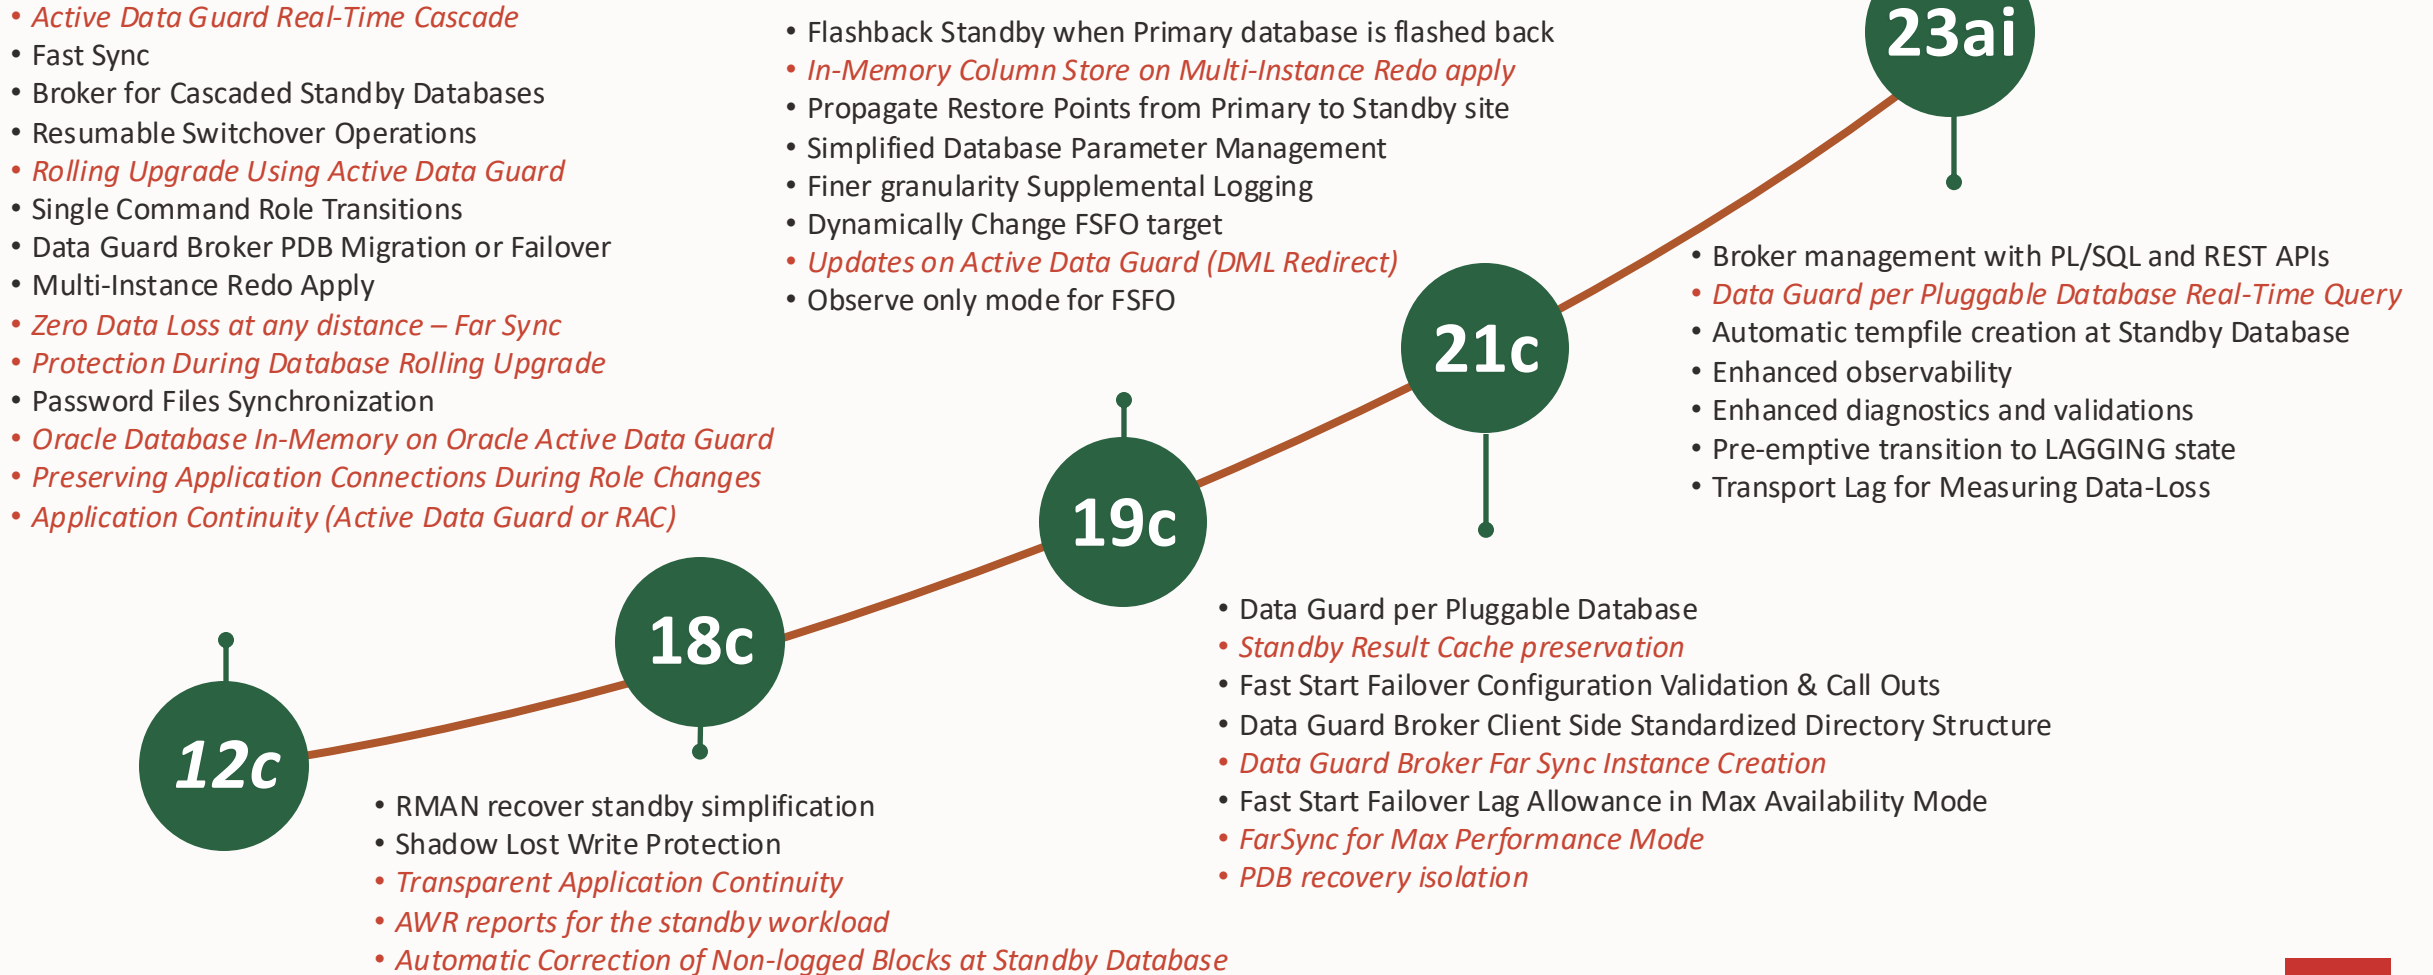 • Active Data Guard Real-Time Cascade
• Fast Sync
• Broker for Cascaded Standby Databases
• Resumable Switchover Operations
• Rolling Upgrade Using Active Data Guard
• Single Command Role Transitions
• Data Guard Broker PDB Migration or Failover
• Multi-Instance Redo Apply
• Zero Data Loss at any distance – Far Sync
• Protection During Database Rolling Upgrade
• Password Files Synchronization
• Oracle Database In-Memory on Oracle Active Data Guard
• Preserving Application Connections During Role Changes
• Application Continuity (Active Data Guard or RAC)
12c
18c
• RMAN recover standby simplification
• Shadow Lost Write Protection
• Transparent Application Continuity
• AWR reports for the standby workload
• Automatic Correction of Non-logged Blocks at Standby Database
• Flashback Standby when Primary database is flashed back
• In-Memory Column Store on Multi-Instance Redo apply
• Propagate Restore Points from Primary to Standby site
• Simplified Database Parameter Management
• Finer granularity Supplemental Logging
• Dynamically Change FSFO target
• Updates on Active Data Guard (DML Redirect)
• Observe only mode for FSFO
19c
21c
• Data Guard per Pluggable Database
• Standby Result Cache preservation
• Fast Start Failover Configuration Validation & Call Outs
• Data Guard Broker Client Side Standardized Directory Structure
• Data Guard Broker Far Sync Instance Creation
• Fast Start Failover Lag Allowance in Max Availability Mode
• FarSync for Max Performance Mode
• PDB recovery isolation
23ai
• Broker management with PL/SQL and REST APIs
• Data Guard per Pluggable Database Real-Time Query
• Automatic tempfile creation at Standby Database
• Enhanced observability
• Enhanced diagnostics and validations
• Pre-emptive transition to LAGGING state
• Transport Lag for Measuring Data-Loss